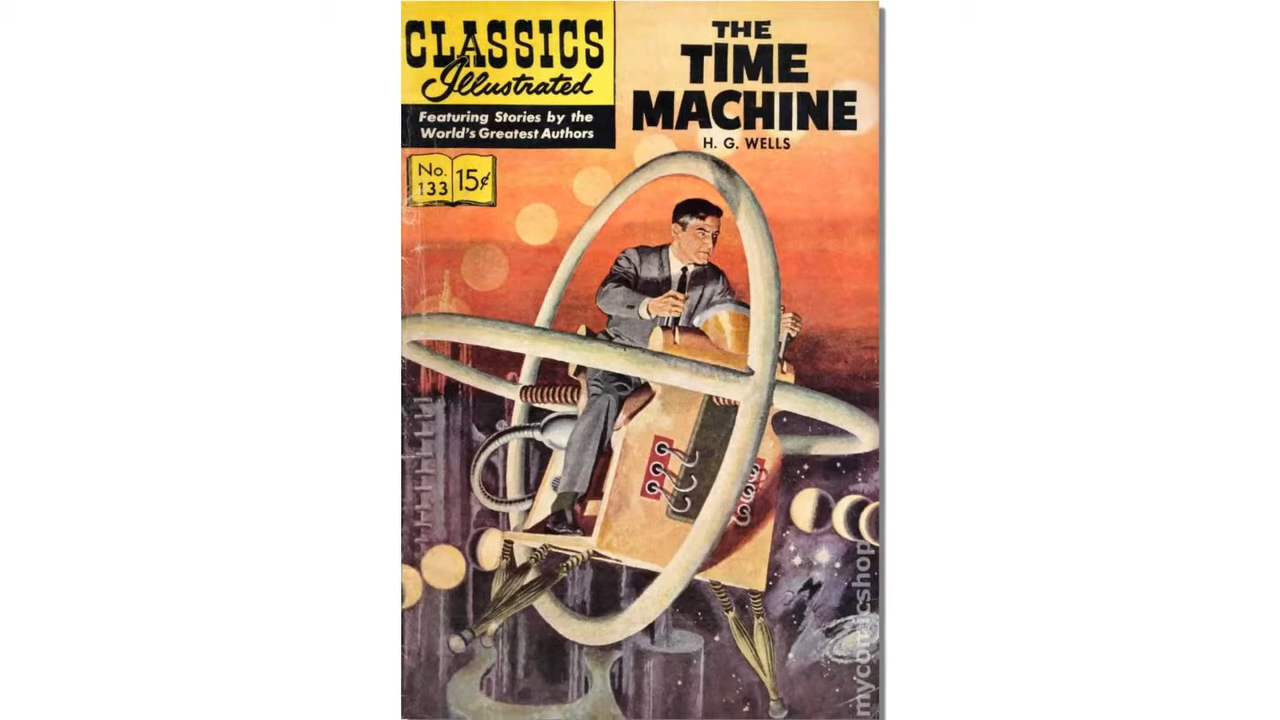 CLASSICS
Illustrated
Featuring Stories by the
World's Greatest Authors
No.
133
15¢
THE
TIME
MACHINE
H. G. WELLS
mycomicshop